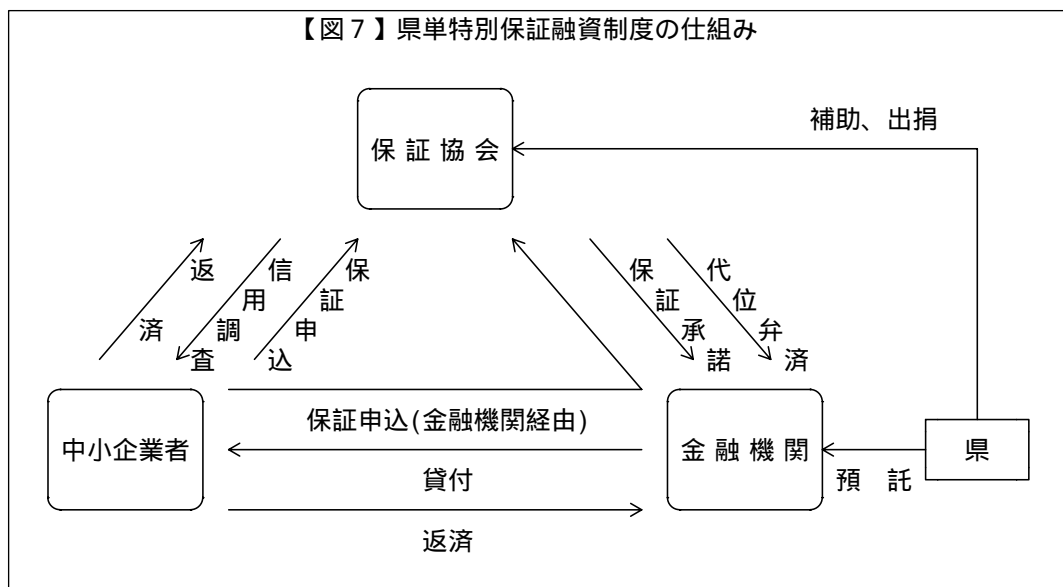 【図７】県単特別保証融資制度の仕組み
補助、出捐
保証協会
返済
信用調査
保証申込
保証承諾
代位弁済
保証申込(金融機関経由)
中小企業者
金融機関
県
貸付
預託
返済